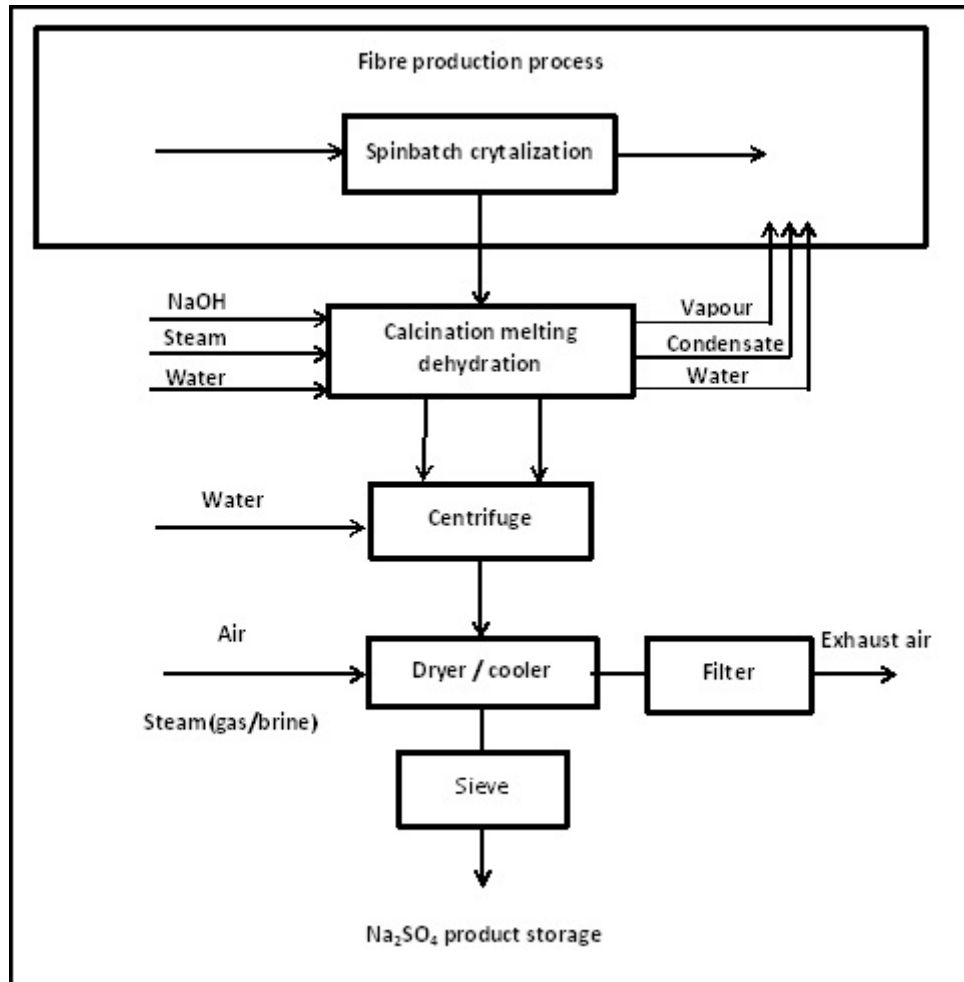 Fibre production process
Spinbatch crytalization
NaOH
Steam
Water
Calcination melting
dehydration
Vapour
Condensate
Water
Water
Centrifuge
Air
Steam(gas/brine)
Dryer / cooler
Filter
Exhaust air
Sieve
Na₂SO₄ product storage